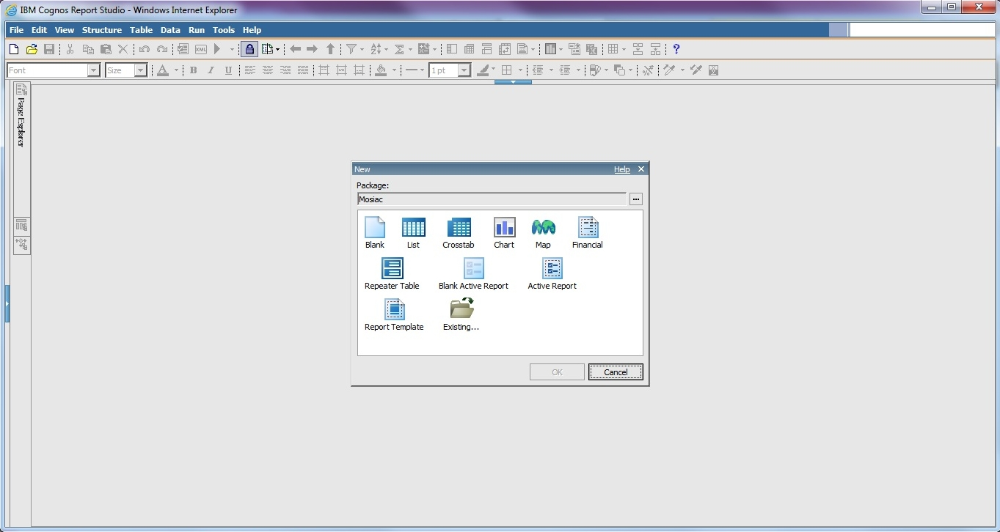 IBM Cognos Report Studio - Windows Internet Explorer
File Edit View Structure Table Data Run Tools Help
XML
Font Size B I U 1 pt
Page Explorer
New Help
Package:
Mosiac
Blank List Crosstab Chart Map Financial
Repeater Table Blank Active Report Active Report
Report Template Existing...
OK Cancel